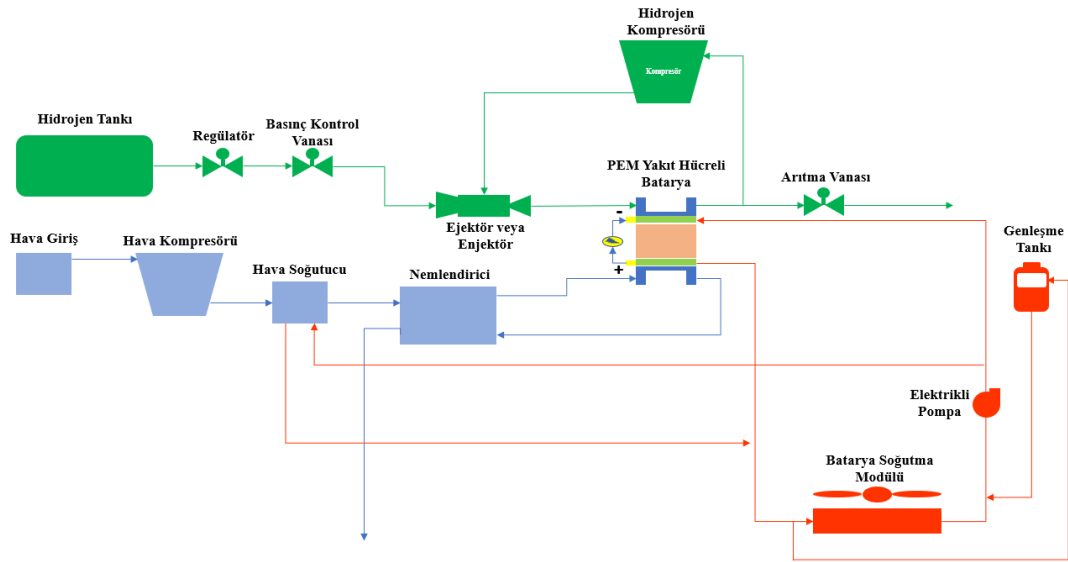 Hidrojen
Kompresörü
Kompresör
Hidrojen Tankı
Regülatör
Basınç Kontrol
Vanası
PEM Yakıt Hücreli
Batarya
Arıtma Vanası
-
+
Ejektör veya
Enjektör
Hava Giriş
Hava Kompresörü
Hava Soğutucu
Nemlendirici
Genleşme
Tankı
Elektrikli
Pompa
Batarya Soğutma
Modülü